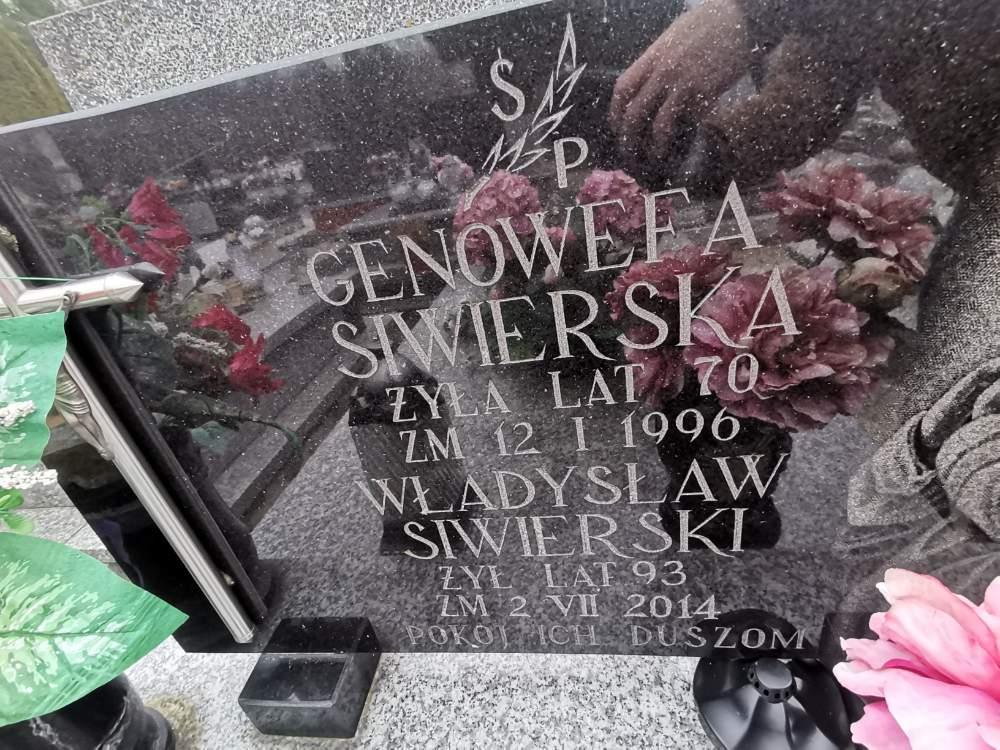 Ś
P
GENOWEFA
SIWIERSKA
ŻYŁA LAT 70
ZM 12 I 1996
WŁADYSŁAW
SIWIERSKI
ŻYŁ LAT 93
ZM 2 VII 2014
POKÓJ ICH DUSZOM